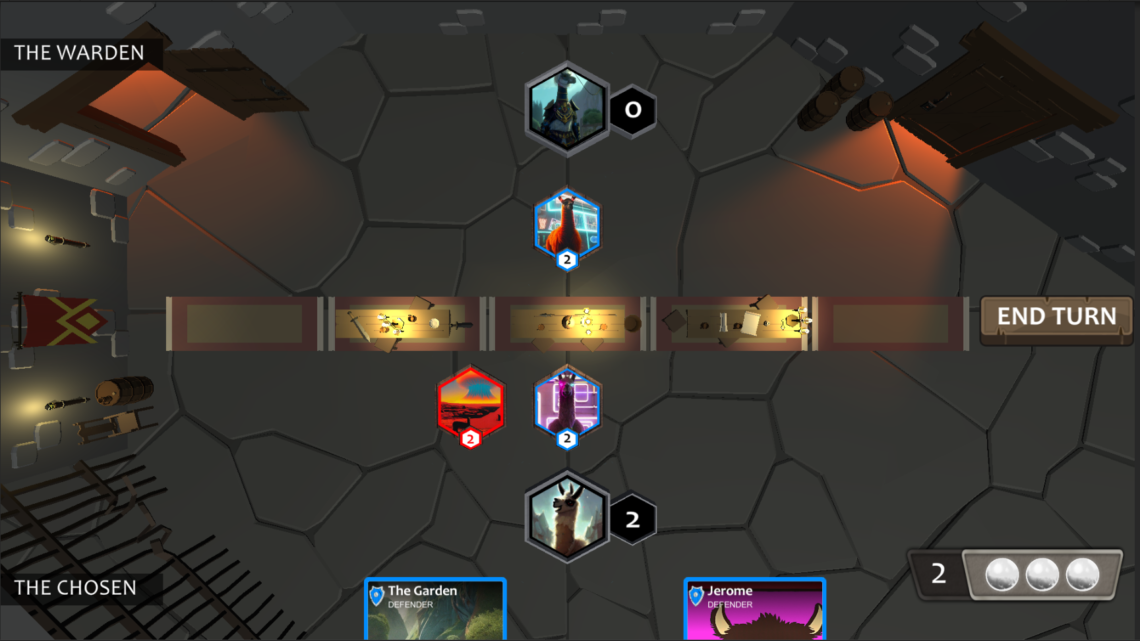 THE WARDEN
0
2
END TURN
2
2
2
THE CHOSEN
2
The Garden
DEFENDER
Jerome
DEFENDER